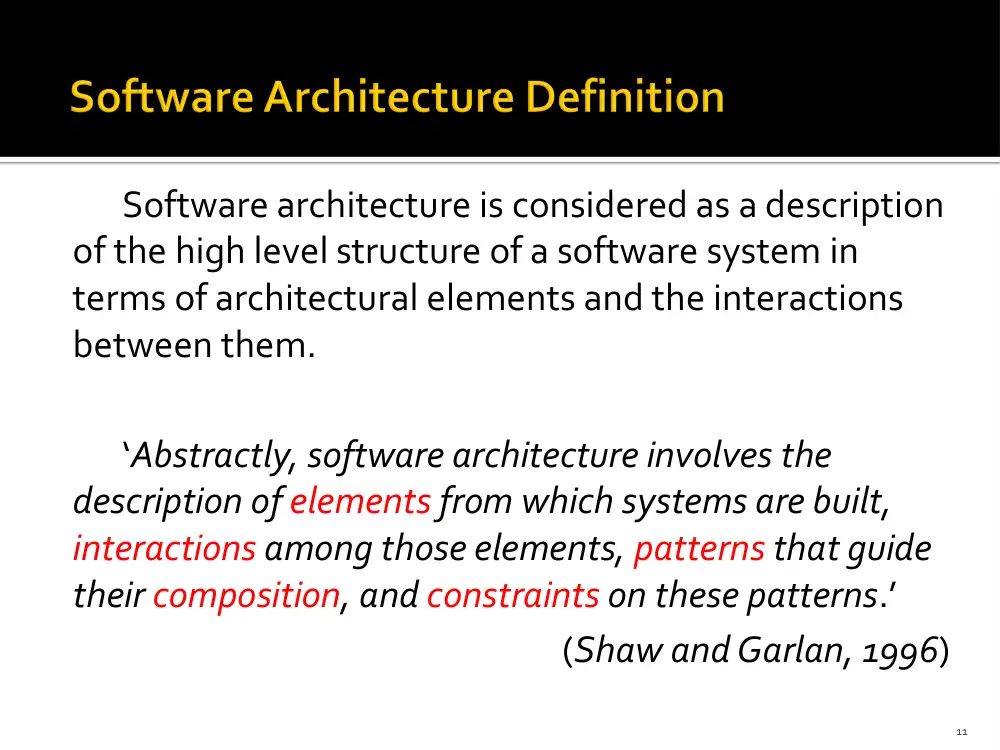 Software Architecture Definition
Software architecture is considered as a description
of the high level structure of a software system in
terms of architectural elements and the interactions
between them.
‘Abstractly, software architecture involves the
description of elements from which systems are built,
interactions among those elements, patterns that guide
their composition, and constraints on these patterns.’
(Shaw and Garlan, 1996)
11